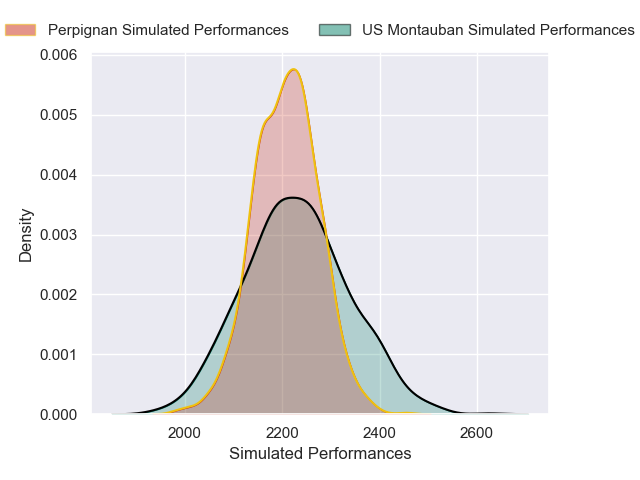 Perpignan Simulated Performances US Montauban Simulated Performances
0.006
0.005
0.004
0.003
0.002
0.001
0.000
Density
2000 2200 2400 2600
Simulated Performances